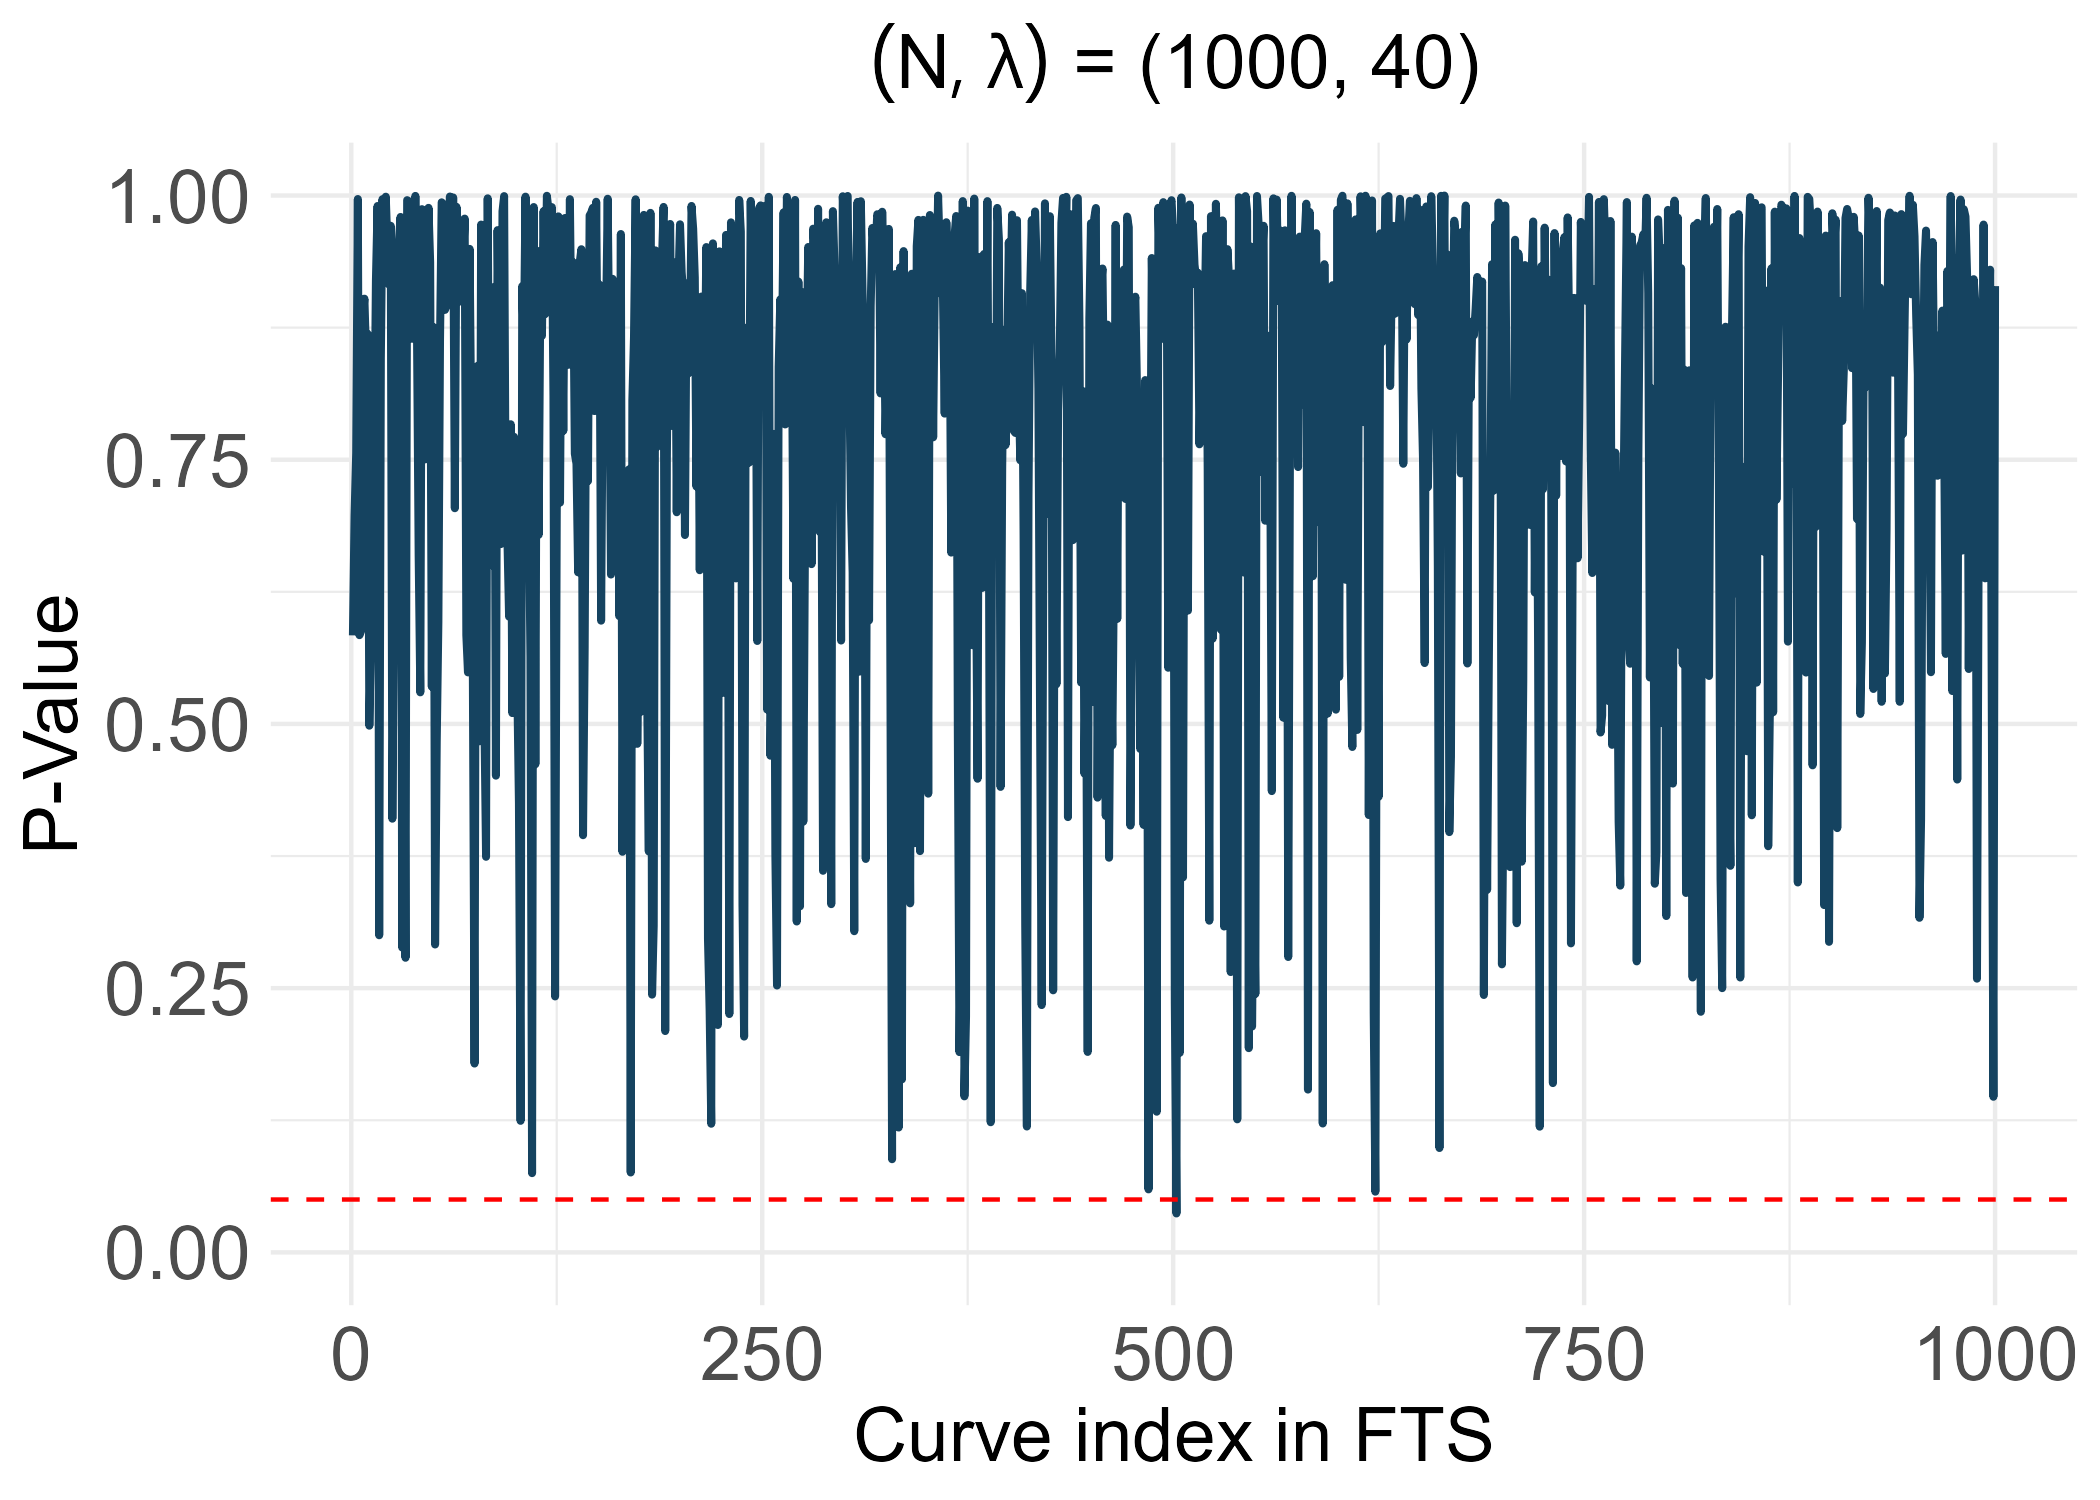 (N, λ) = (1000, 40)
P-Value
1.00
0.75
0.50
0.25
0.00
0 250 500 750 1000
Curve index in FTS